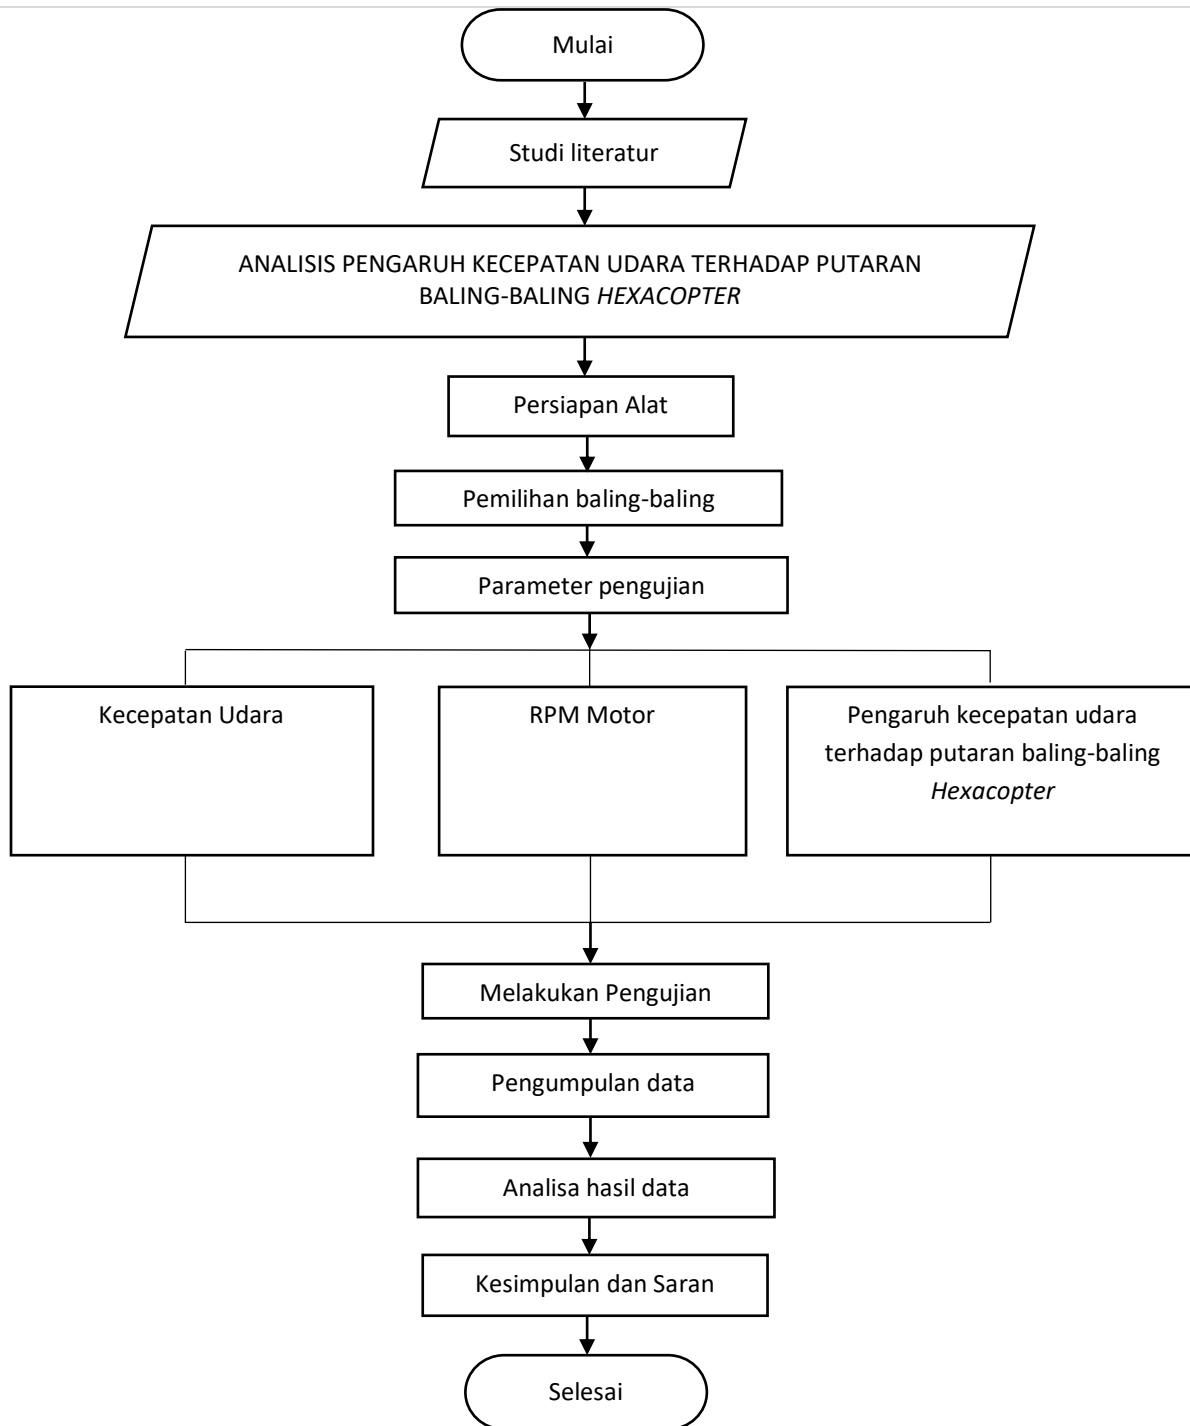 Mulai
Studi literatur
ANALISIS PENGARUH KECEPATAN UDARA TERHADAP PUTARAN
BALING-BALING HEXACOPTER
Persiapan Alat
Pemilihan baling-baling
Parameter pengujian
Kecepatan Udara
RPM Motor
Pengaruh kecepatan udara
terhadap putaran baling-baling
Hexacopter
Melakukan Pengujian
Pengumpulan data
Analisa hasil data
Kesimpulan dan Saran
Selesai